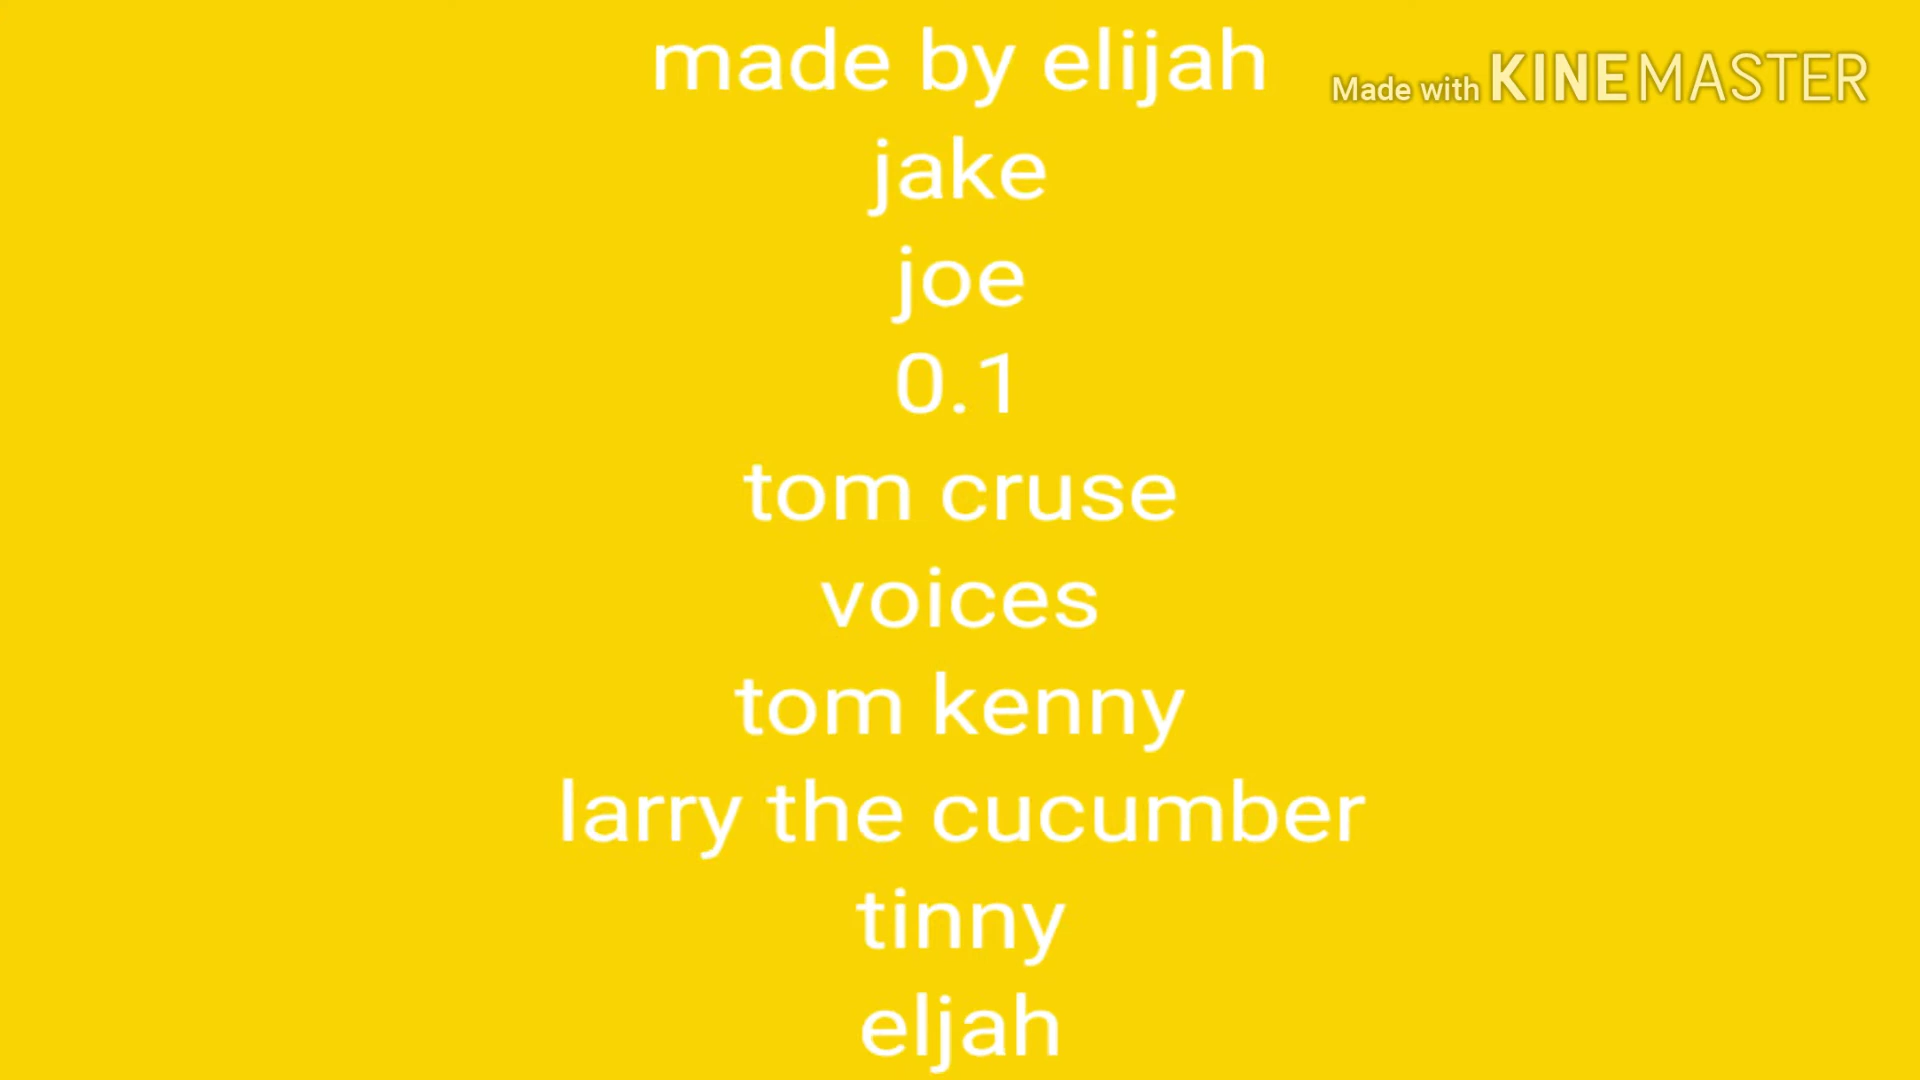 made by elijah
Made with KINEMASTER
jake
joe
0.1
tom cruse
voices
tom kenny
larry the cucumber
tinny
eljah